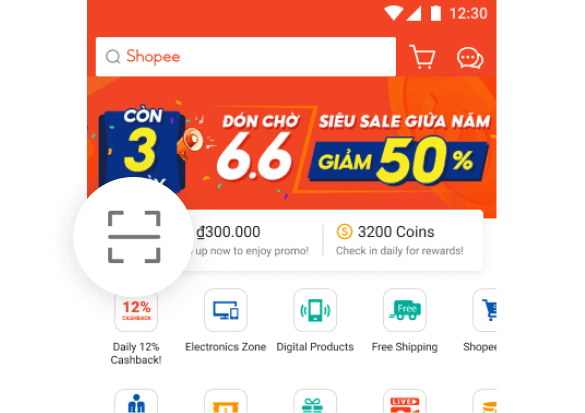 12:30
Shopee
CÒN
3
ĐÓN CHỜ
6.6
SIÊU SALE GIỮA NĂM
GIẢM 50%
₫300.000
up now to enjoy promo!
3200 Coins
Check in daily for rewards!
12%
CASHBACK
Free
Daily 12%
Cashback!
Electronics Zone
Digital Products
Free Shipping
Shopee
LIVE